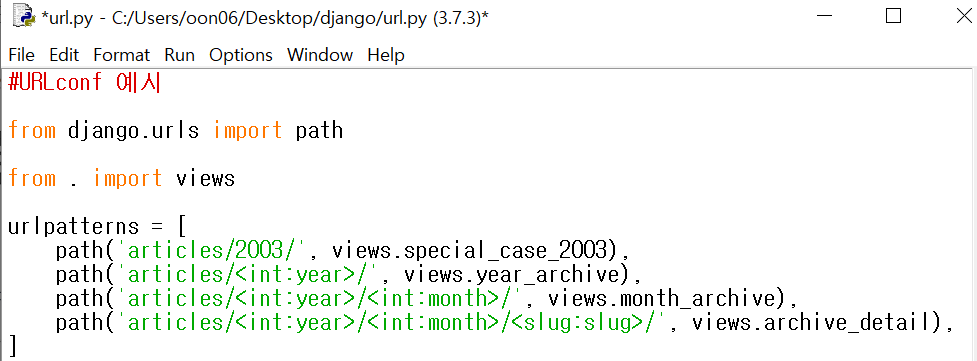 *url.py - C:/Users/oon06/Desktop/django/url.py (3.7.3)*
File Edit Format Run Options Window Help
#URLconf 예시
from django.urls import path
from . import views
urlpatterns = [
    path('articles/2003/', views.special_case_2003),
    path('articles/<int:year>/', views.year_archive),
    path('articles/<int:year>/<int:month>/', views.month_archive),
    path('articles/<int:year>/<int:month>/<slug:slug>/', views.archive_detail),
]